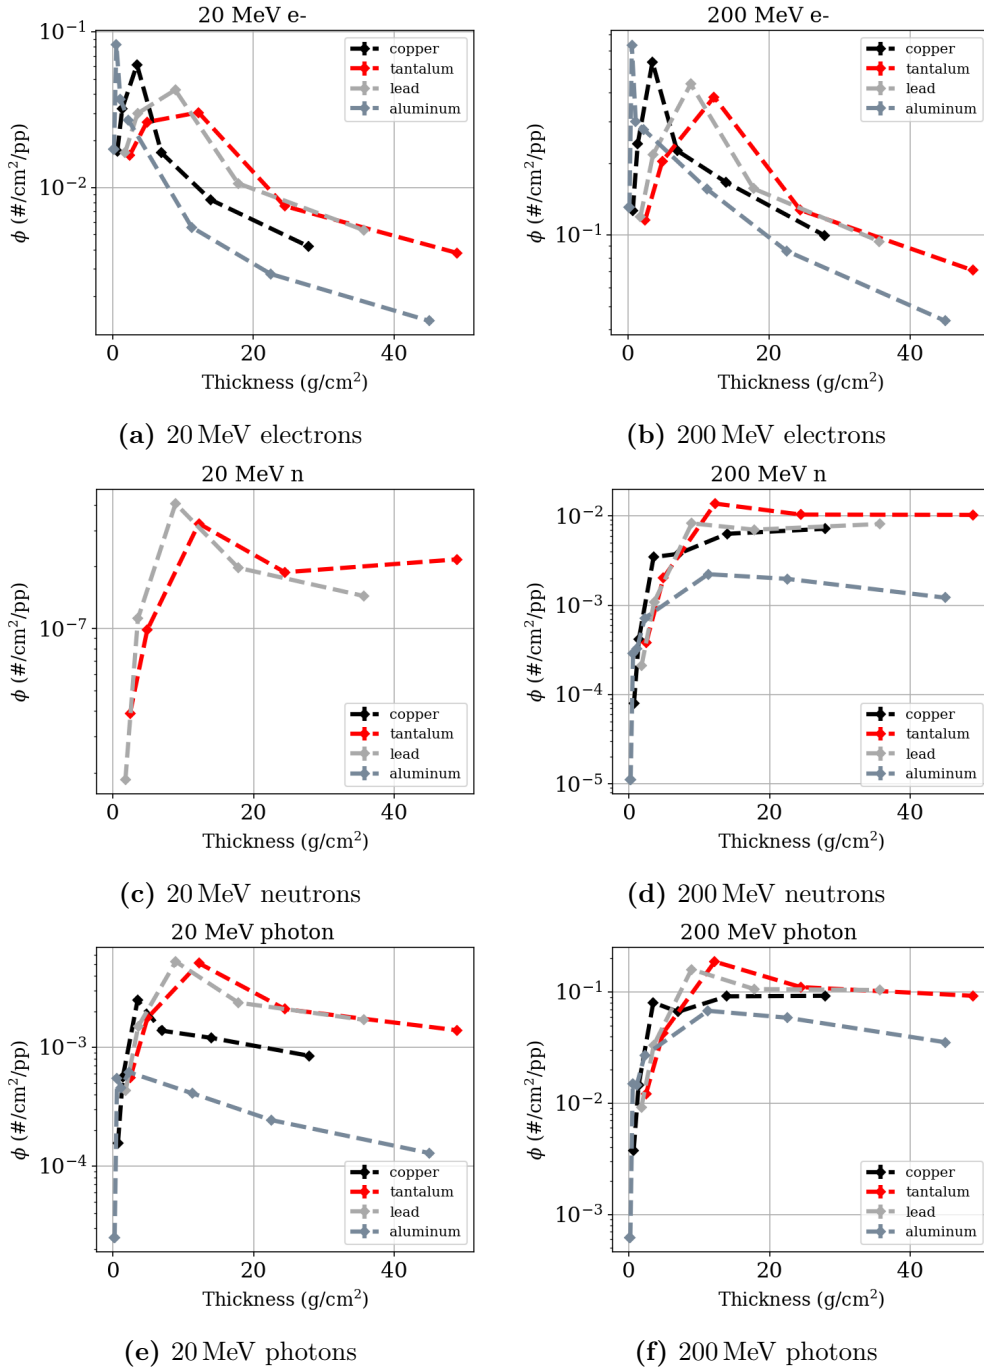 20 MeV e-
10⁻¹
10⁻²
ϕ (#/cm²/pp)
copper
tantalum
lead
aluminum
0
20
40
Thickness (g/cm²)
(a) 20 MeV electrons
200 MeV e-
10⁻¹
ϕ (#/cm²/pp)
copper
tantalum
lead
aluminum
0
20
40
Thickness (g/cm²)
(b) 200 MeV electrons
20 MeV n
10⁻⁷
ϕ (#/cm²/pp)
copper
tantalum
lead
aluminum
0
20
40
Thickness (g/cm²)
(c) 20 MeV neutrons
200 MeV n
10⁻²
10⁻³
10⁻⁴
10⁻⁵
ϕ (#/cm²/pp)
copper
tantalum
lead
aluminum
0
20
40
Thickness (g/cm²)
(d) 200 MeV neutrons
20 MeV photon
10⁻³
10⁻⁴
ϕ (#/cm²/pp)
copper
tantalum
lead
aluminum
0
20
40
Thickness (g/cm²)
(e) 20 MeV photons
200 MeV photon
10⁻¹
10⁻²
10⁻³
ϕ (#/cm²/pp)
copper
tantalum
lead
aluminum
0
20
40
Thickness (g/cm²)
(f) 200 MeV photons